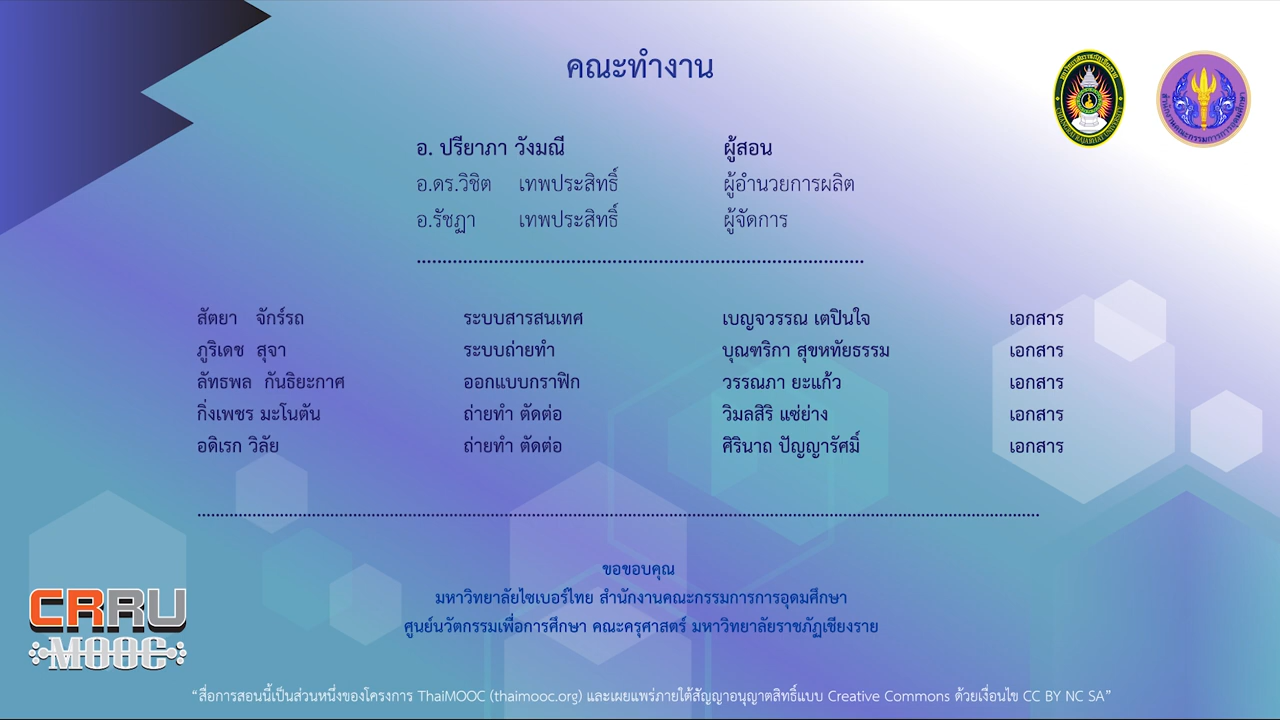 คณะทำงาน
อ. ปรียาภา วังมณี ผู้สอน
อ.ดร.วิชิต เทพประสิทธิ์ ผู้อำนวยการผลิต
อ.รัชฏา เทพประสิทธิ์ ผู้จัดการ
สัตยา จักร์รถ ระบบสารสนเทศ เบญจวรรณ เตปินใจ เอกสาร
ภูริเดช สุจา ระบบถ่ายทำ บุณฑริกา สุขหทัยธรรม เอกสาร
ลัทธพล กันธิยะกาศ ออกแบบกราฟิก วรรณภา ยะแก้ว เอกสาร
กิ่งเพชร มะโนตัน ถ่ายทำ ตัดต่อ วิมลสิริ แซ่ย่าง เอกสาร
อดิเรก วิลัย ถ่ายทำ ตัดต่อ ศิรินาถ ปัญญารัศมิ์ เอกสาร
ขอขอบคุณ
มหาวิทยาลัยไซเบอร์ไทย สำนักงานคณะกรรมการการอุดมศึกษา
ศูนย์นวัตกรรมเพื่อการศึกษา คณะครุศาสตร์ มหาวิทยาลัยราชภัฏเชียงราย
CRRU
MOOC
“สื่อการสอนนี้เป็นส่วนหนึ่งของโครงการ ThaiMOOC (thaimooc.org) และเผยแพร่ภายใต้สัญญาอนุญาตสิทธิ์แบบ Creative Commons ด้วยเงื่อนไข CC BY NC SA”